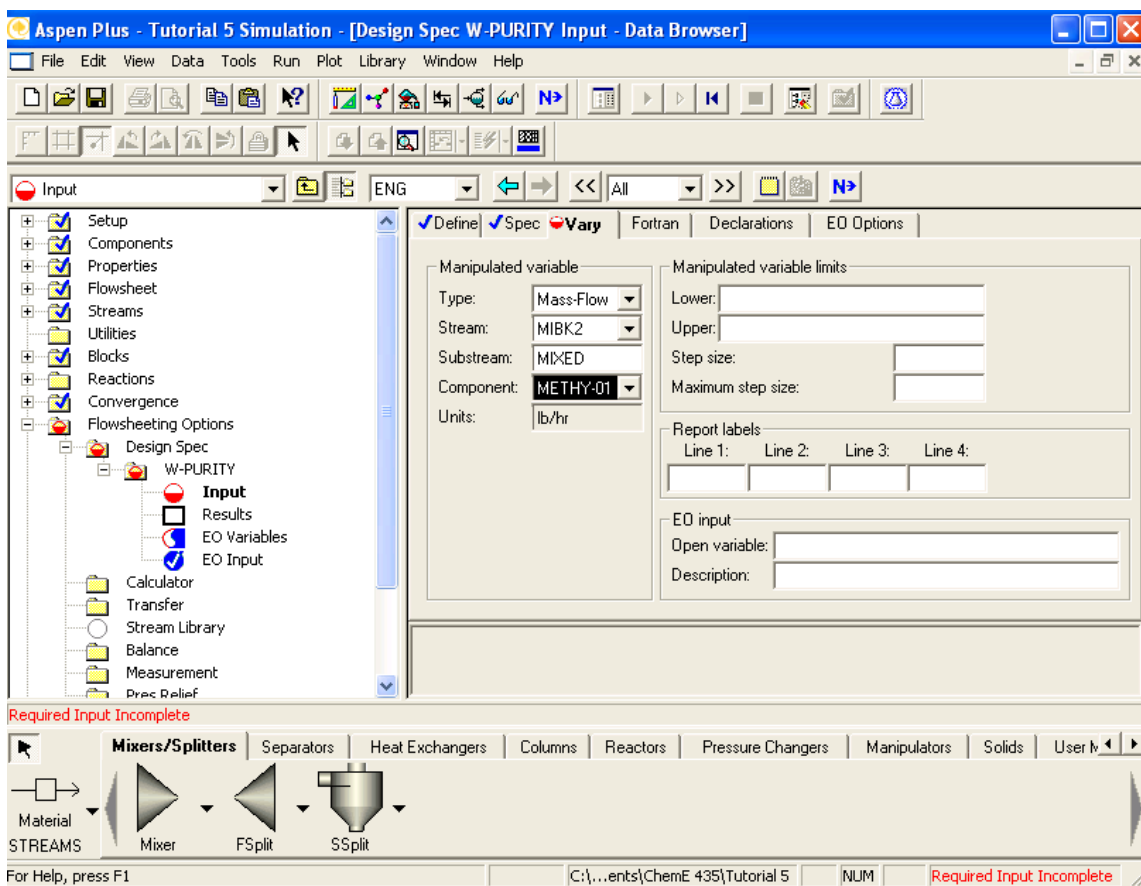 Aspen Plus - Tutorial 5 Simulation - [Design Spec W-PURITY Input - Data Browser]
File Edit View Data Tools Run Plot Library Window Help
N
Input ENG << All >> N
Setup
Components
Properties
Flowsheet
Streams
Utilities
Blocks
Reactions
Convergence
Flowsheeting Options
Design Spec
W-PURITY
Input
Results
EO Variables
EO Input
Calculator
Transfer
Stream Library
Balance
Measurement
Pres Relief
Define Spec Vary Fortran Declarations EO Options
Manipulated variable
Type: Mass-Flow
Stream: MIBK2
Substream: MIXED
Component: METHY-01
Units: lb/hr
Manipulated variable limits
Lower:
Upper:
Step size:
Maximum step size:
Report labels
Line 1: Line 2: Line 3: Line 4:
EO input
Open variable:
Description:
Required Input Incomplete
Mixers/Splitters Separators Heat Exchangers Columns Reactors Pressure Changers Manipulators Solids User
Material
STREAMS Mixer FSplit SSplit
For Help, press F1 C:\...ents\ChemE 435\Tutorial 5 NUM Required Input Incomplete